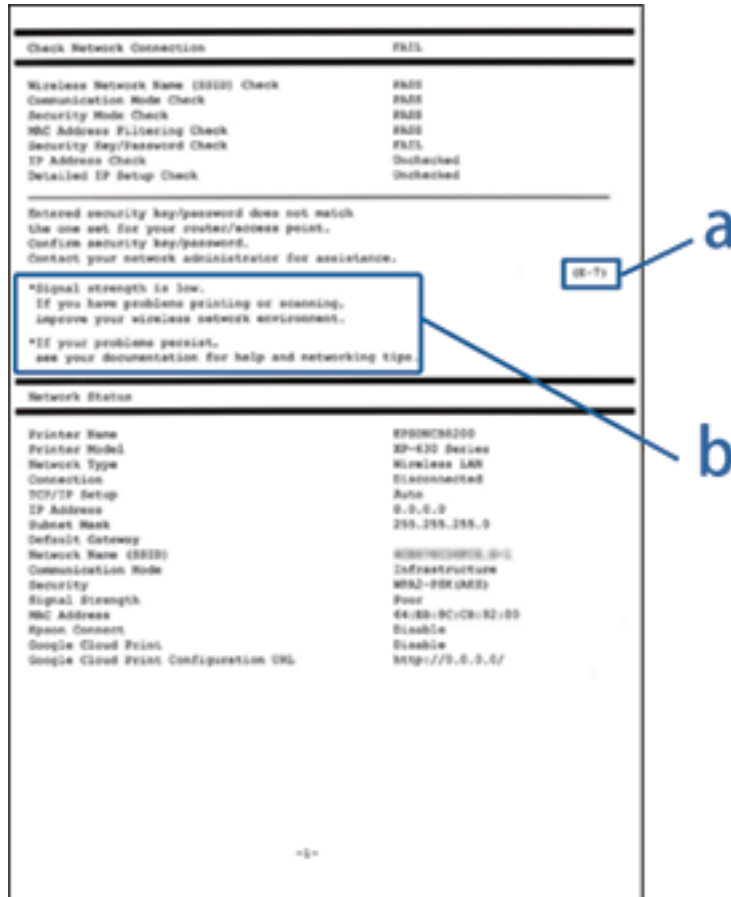 Check Network Connection FAIL
Wireless Network Name (SSID) Check PASS
Communication Mode Check PASS
Security Mode Check PASS
MAC Address Filtering Check PASS
Security Key/Password Check FAIL
IP Address Check Unchecked
Detailed IP Setup Check Unchecked
Entered security key/password does not match
the one set for your router/access point.
Confirm security key/password.
Contact your network administrator for assistance.
(E-7)
a
*Signal strength is low.
If you have problems printing or scanning,
improve your wireless network environment.
*If your problems persist,
see your documentation for help and networking tips.
b
Network Status
Printer Name
Printer Model XP-630 Series
Network Type Wireless LAN
Connection Disconnected
TCP/IP Setup Auto
IP Address 0.0.0.0
Subnet Mask 255.255.255.0
Default Gateway
Network Name (SSID)
Communication Mode Infrastructure
Security WPA2-PSK(AES)
Signal Strength Poor
MAC Address
Epson Connect Disable
Google Cloud Print Disable
Google Cloud Print Configuration URL http://0.0.0.0/
-1-